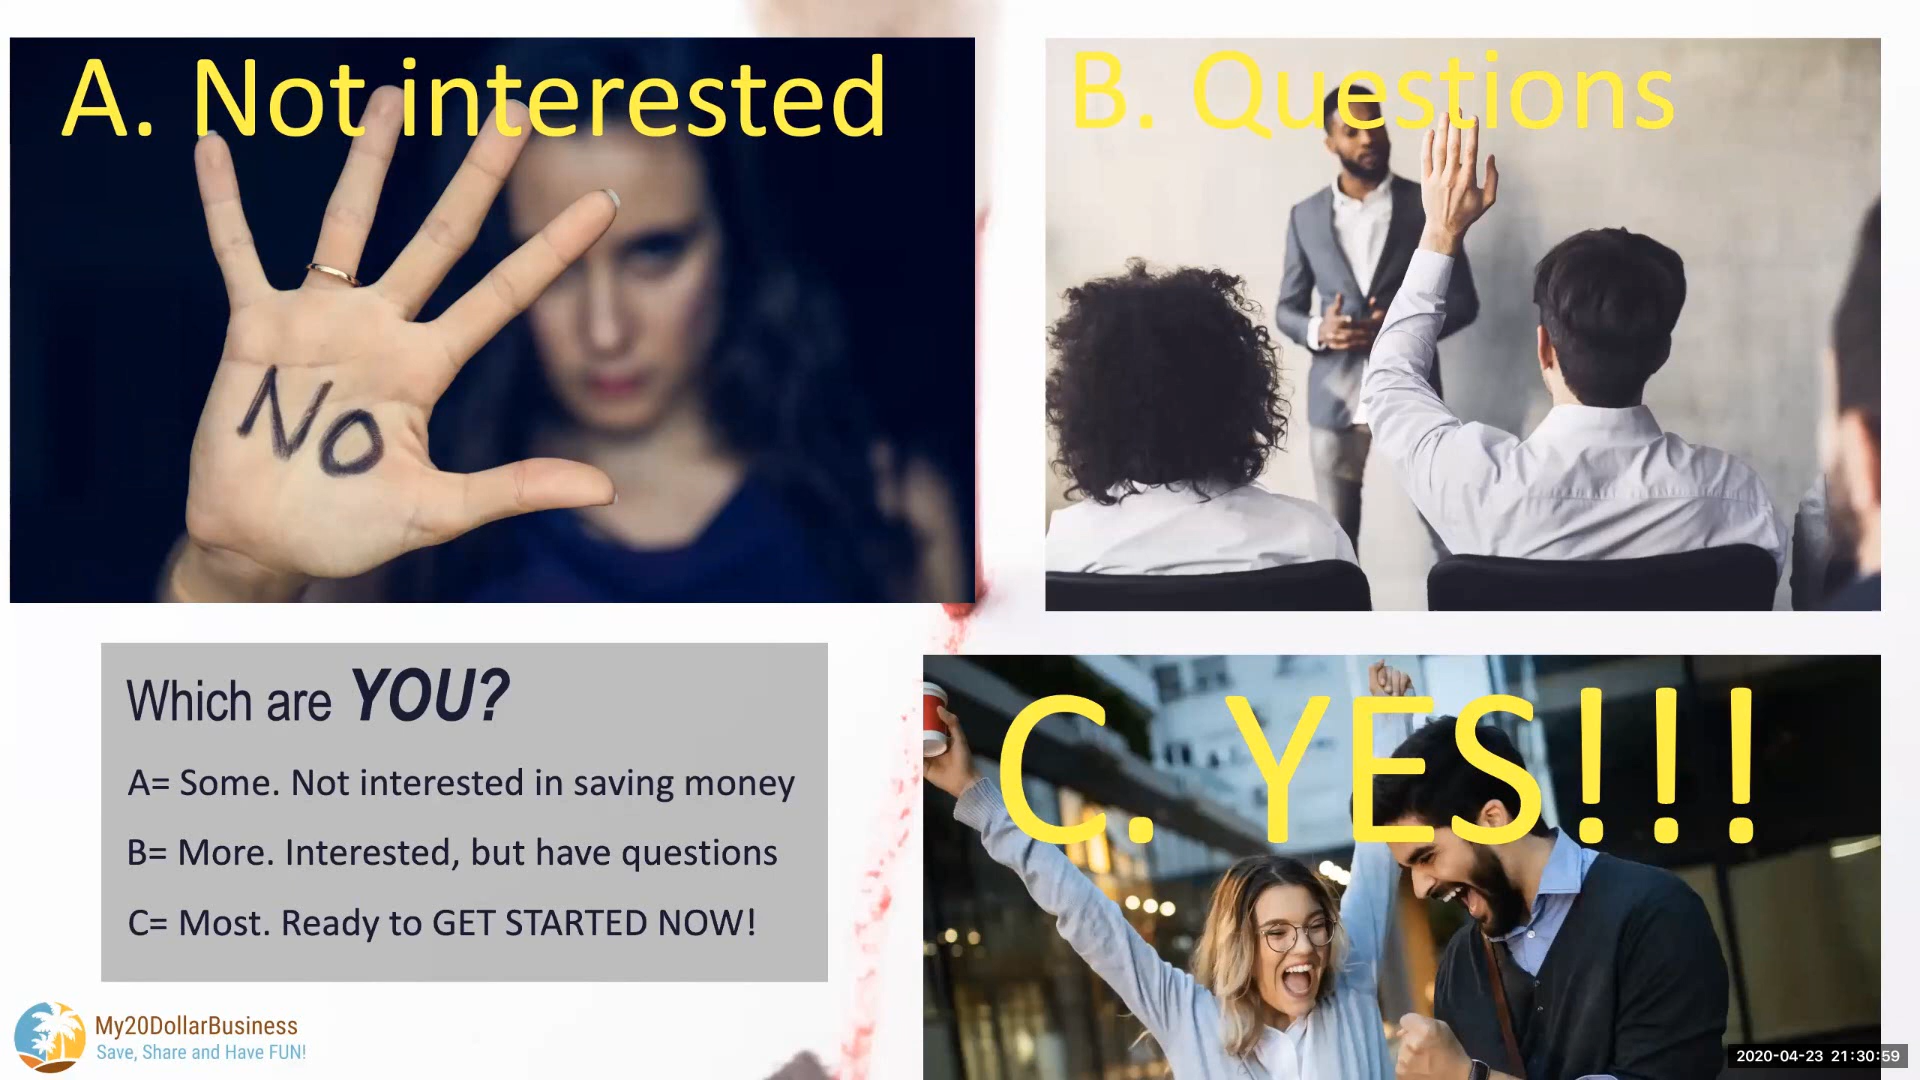 A. Not interested
B. Questions
NO
Which are YOU?
A= Some. Not interested in saving money
B= More. Interested, but have questions
C= Most. Ready to GET STARTED NOW!
C. YES!!!
My20DollarBusiness
Save, Share and Have FUN!
2020-04-23 21:30:59